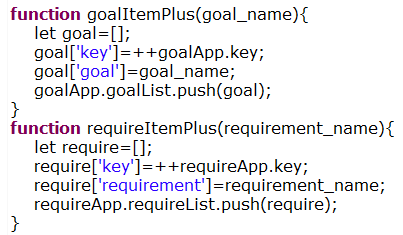 function goalItemPlus(goal_name){
    let goal=[];
    goal['key']=++goalApp.key;
    goal['goal']=goal_name;
    goalApp.goalList.push(goal);
}
function requireItemPlus(requirement_name){
    let require=[];
    require['key']=++requireApp.key;
    require['requirement']=requirement_name;
    requireApp.requireList.push(require);
}